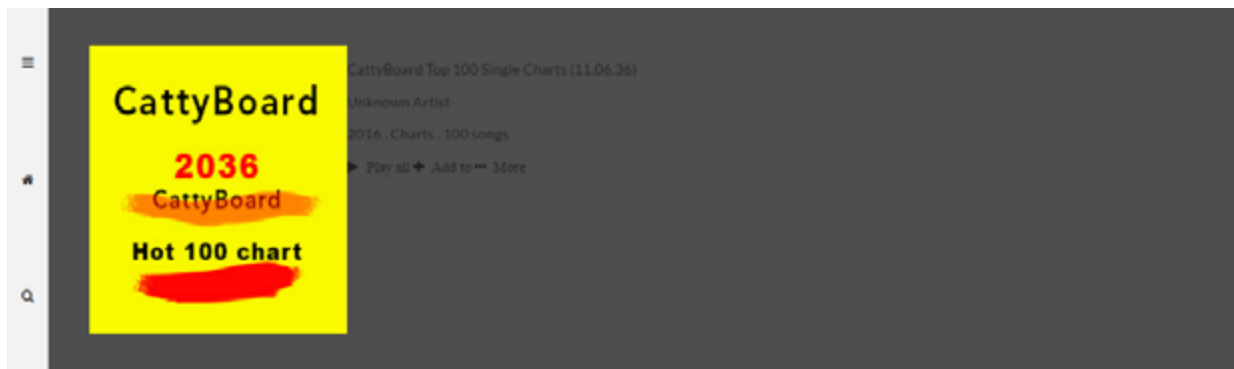 CattyBoard
2036
CattyBoard
Hot 100 chart
CattyBoard Top 100 Single Charts (11.06.36)
Unknown Artist
2016 . Charts . 100 songs
Play all Add to More